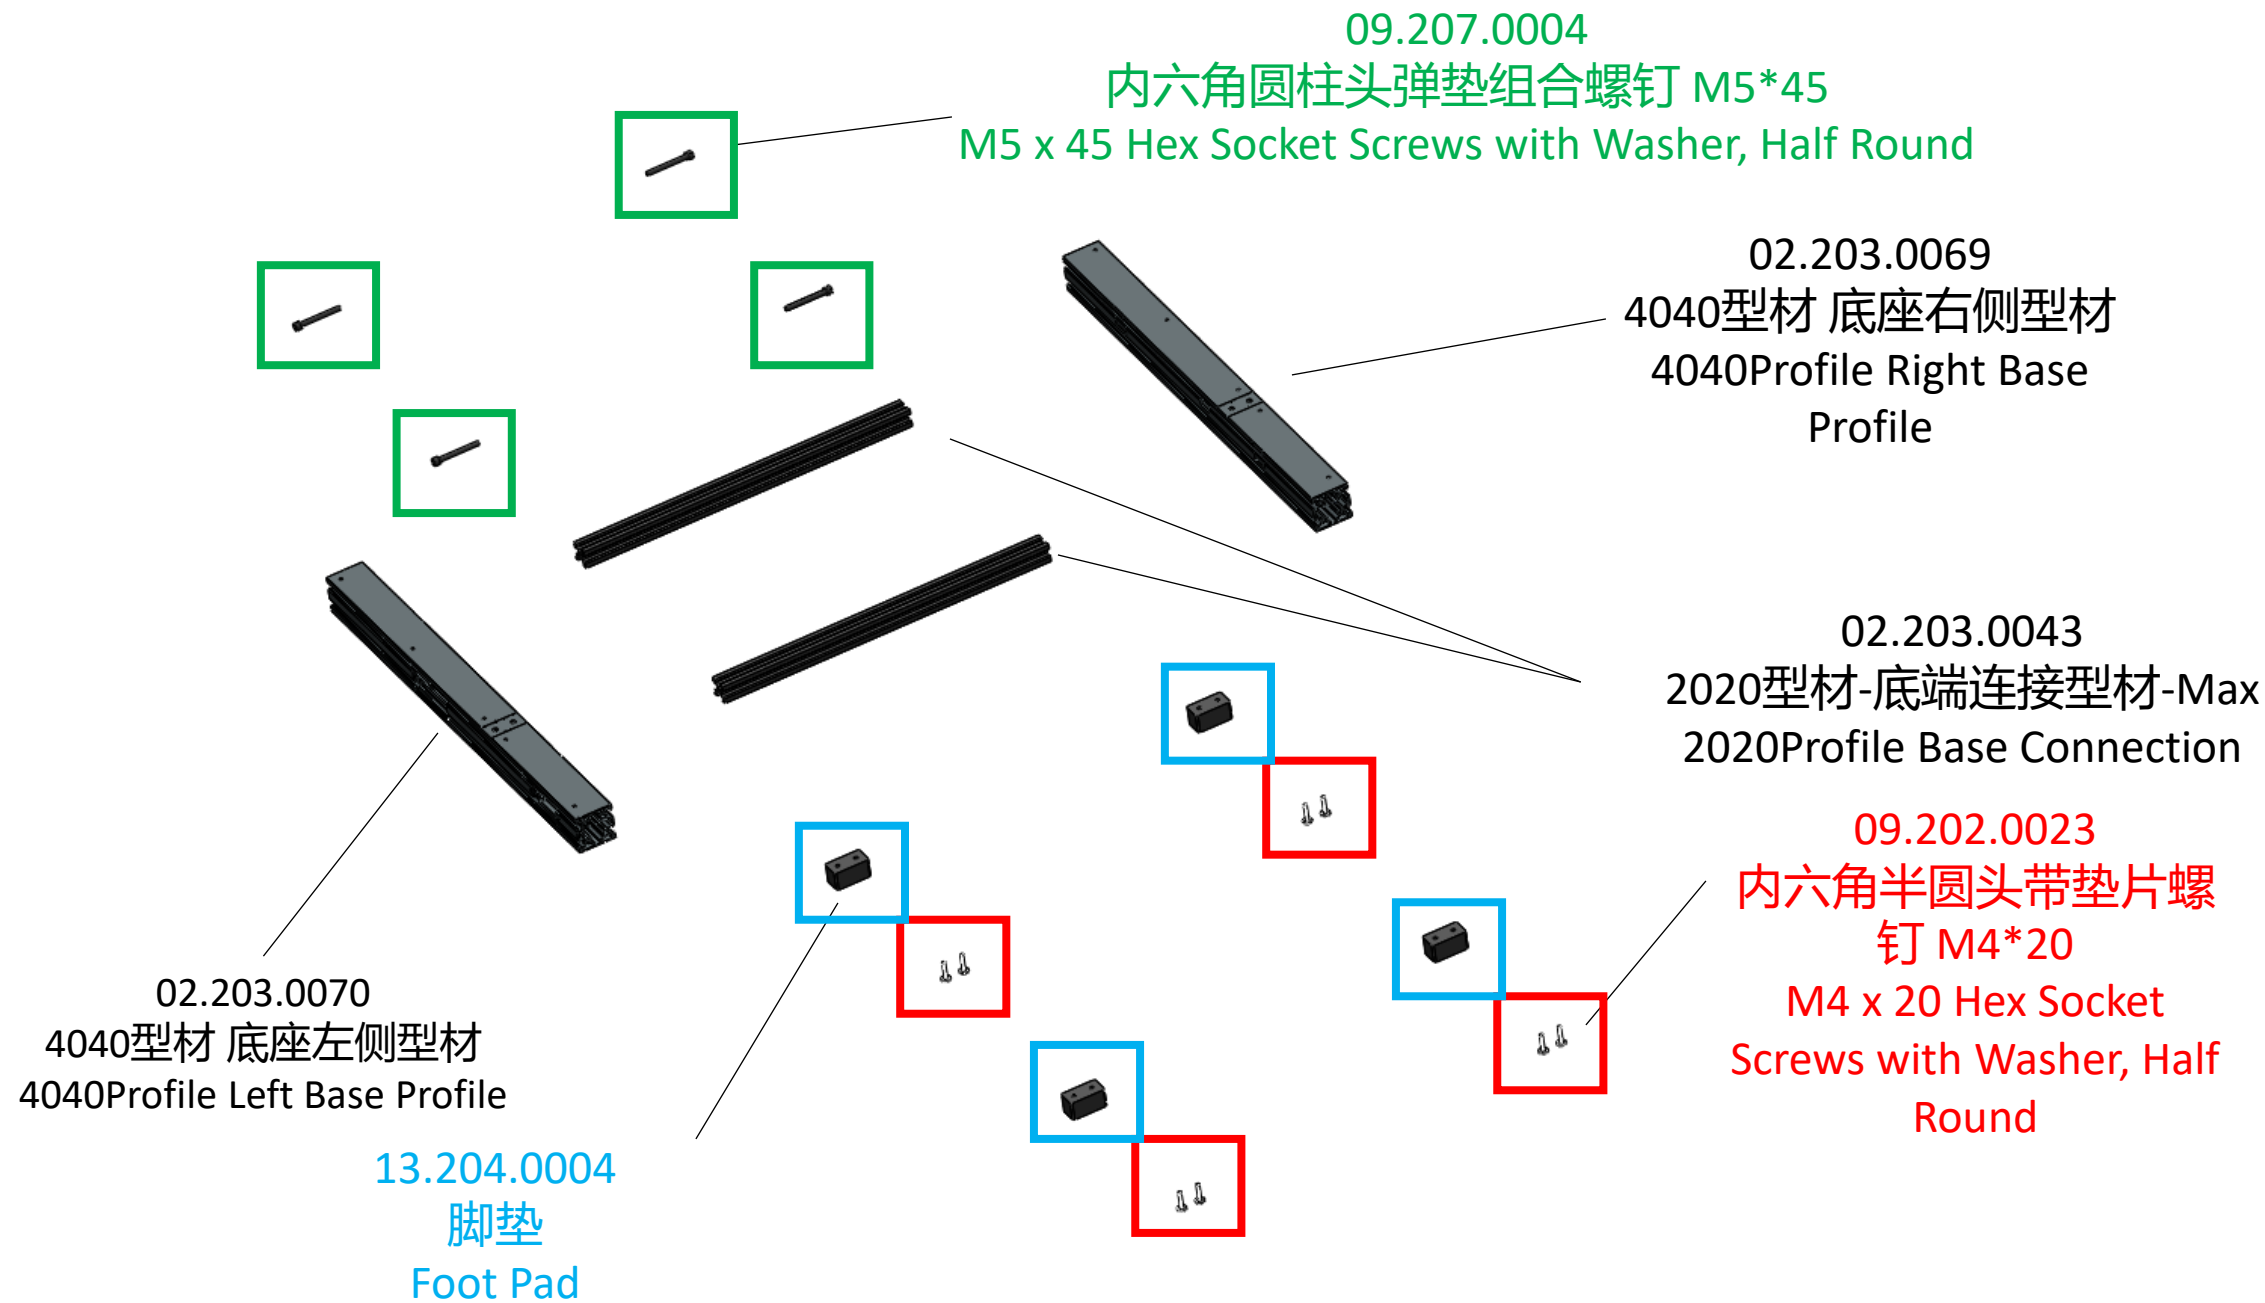 09.207.0004
内六角圆柱头弹垫组合螺钉 M5*45
M5 x 45 Hex Socket Screws with Washer, Half Round
02.203.0069
4040型材 底座右侧型材
4040Profile Right Base
Profile
02.203.0043
2020型材-底端连接型材-Max
2020Profile Base Connection
09.202.0023
内六角半圆头带垫片螺
钉 M4*20
M4 x 20 Hex Socket
Screws with Washer, Half
Round
02.203.0070
4040型材 底座左侧型材
4040Profile Left Base Profile
13.204.0004
脚垫
Foot Pad